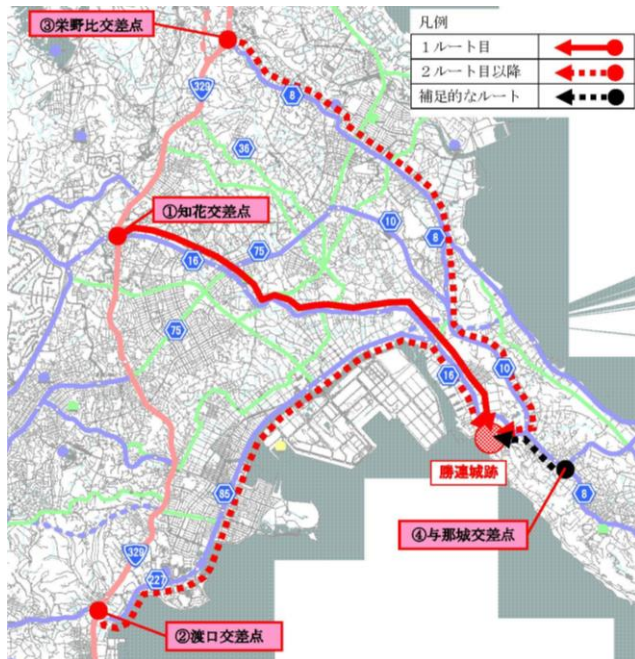 ③栄野比交差点
凡例
1ルート目
2ルート目以降
補足的なルート
329
8
36
①知花交差点
10
75
8
16
75
16
10
勝連城跡
85
8
④与那城交差点
329
227
②渡口交差点